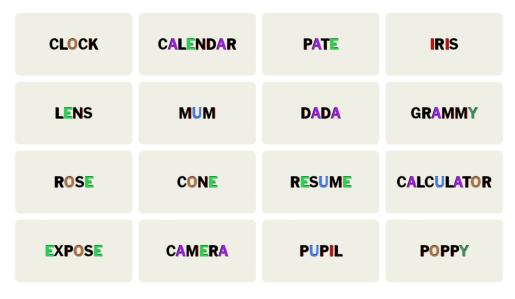 CLOCK CALENDAR PATE IRIS
LENS MUM DADA GRAMMY
ROSE CONE RESUME CALCULATOR
EXPOSE CAMERA PUPIL POPPY